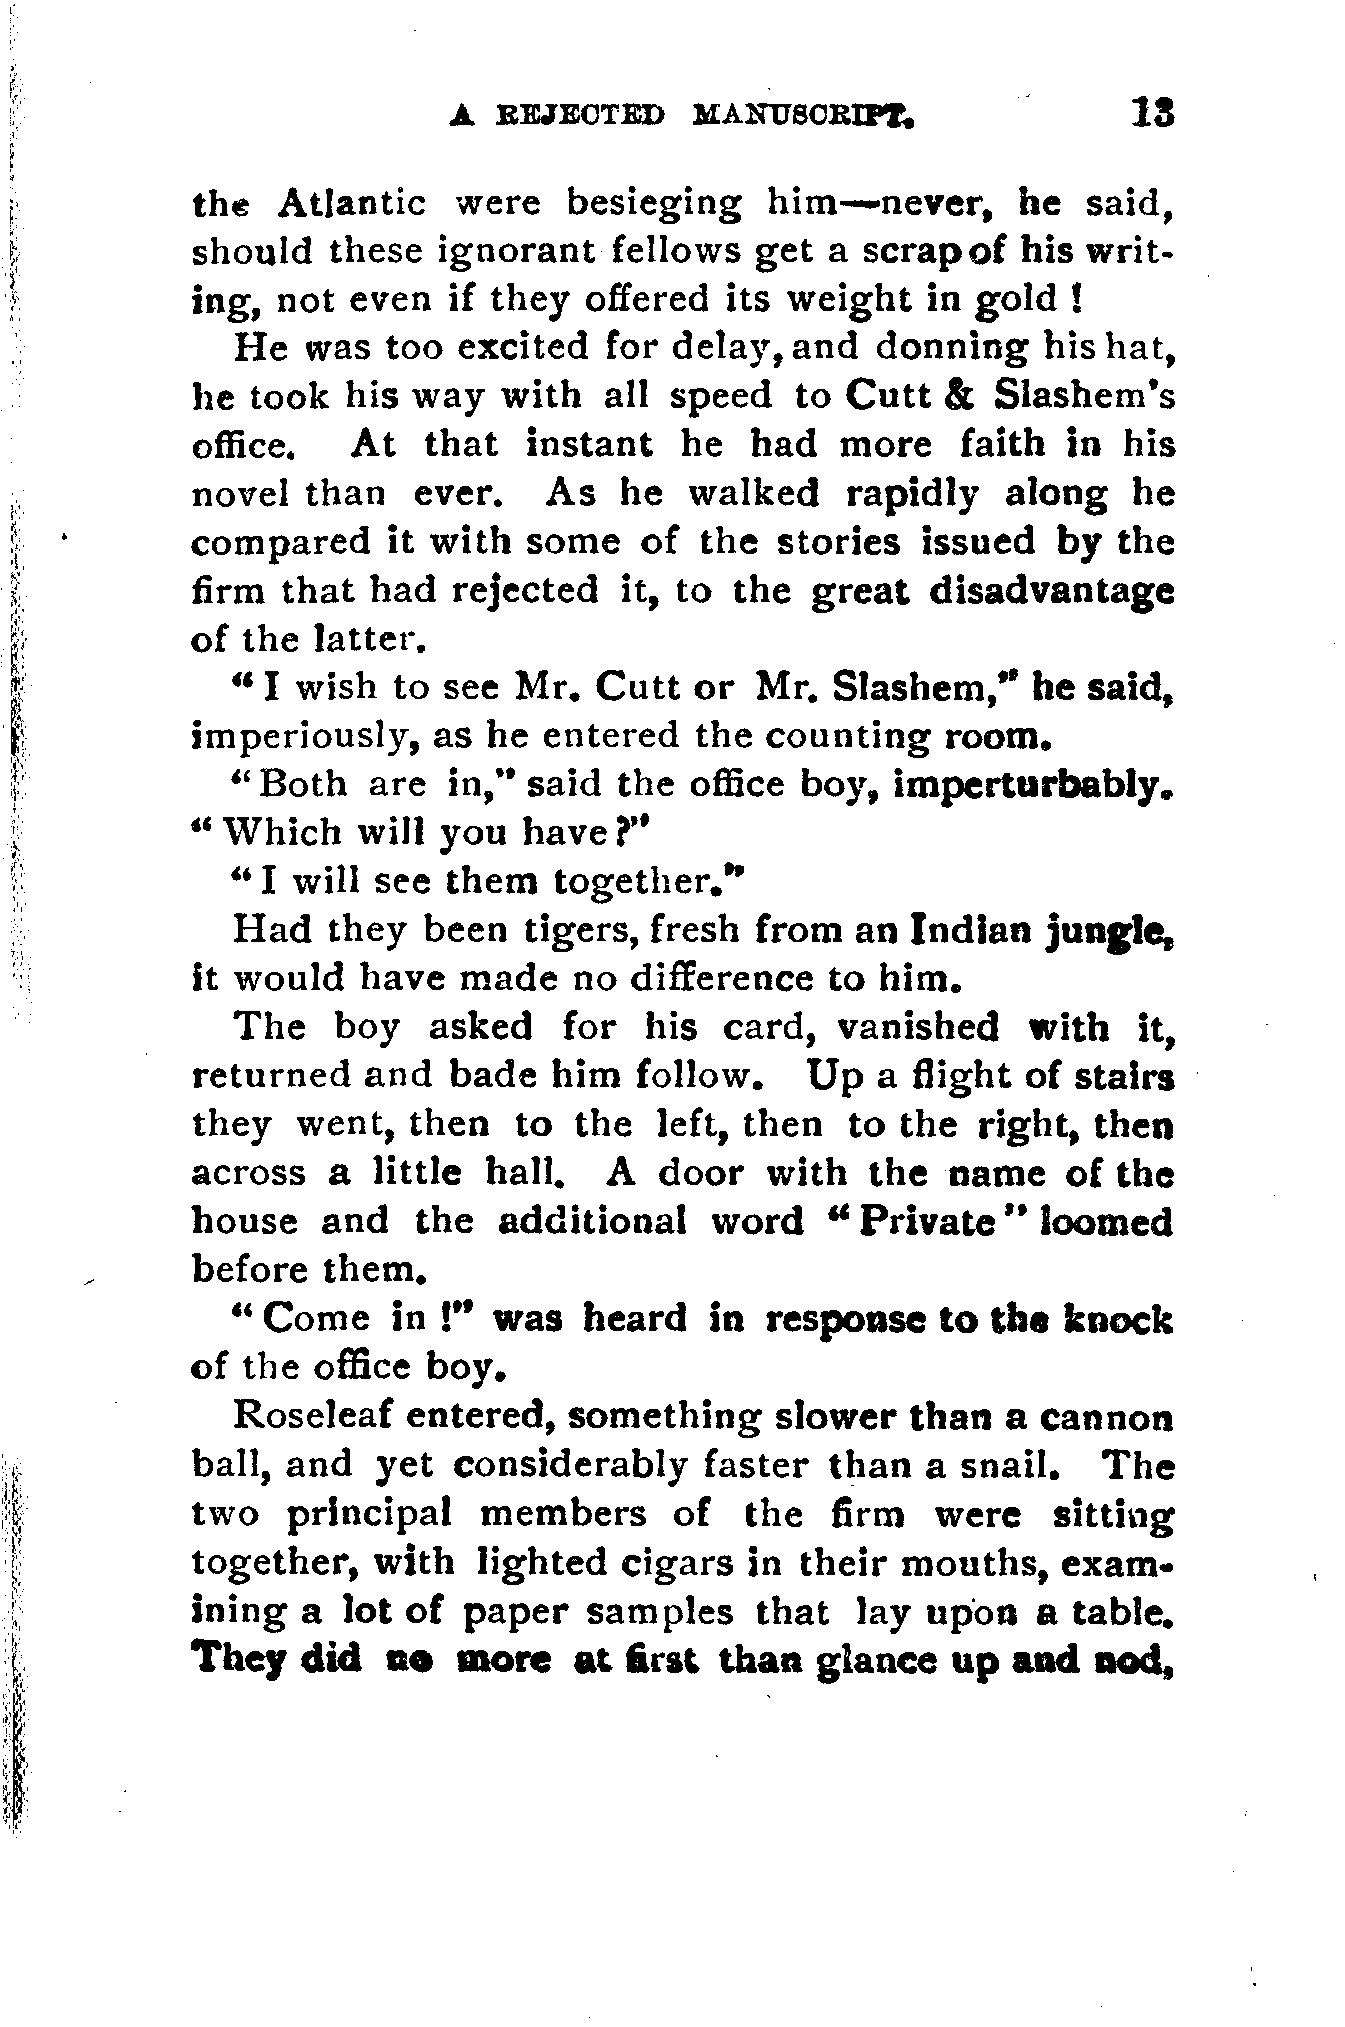 A REJECTED MANUSCRIPT. 13
the Atlantic were besieging him—never, he said,
should these ignorant fellows get a scrap of his writ-
ing, not even if they offered its weight in gold !
He was too excited for delay, and donning his hat,
he took his way with all speed to Cutt & Slashem's
office. At that instant he had more faith in his
novel than ever. As he walked rapidly along he
compared it with some of the stories issued by the
firm that had rejected it, to the great disadvantage
of the latter.
" I wish to see Mr. Cutt or Mr. Slashem," he said,
imperiously, as he entered the counting room.
" Both are in," said the office boy, imperturbably.
" Which will you have ?"
" I will see them together."
Had they been tigers, fresh from an Indian jungle,
it would have made no difference to him.
The boy asked for his card, vanished with it,
returned and bade him follow. Up a flight of stairs
they went, then to the left, then to the right, then
across a little hall. A door with the name of the
house and the additional word " Private " loomed
before them.
" Come in !" was heard in response to the knock
of the office boy.
Roseleaf entered, something slower than a cannon
ball, and yet considerably faster than a snail. The
two principal members of the firm were sitting
together, with lighted cigars in their mouths, exam-
ining a lot of paper samples that lay upon a table.
They did no more at first than glance up and nod,